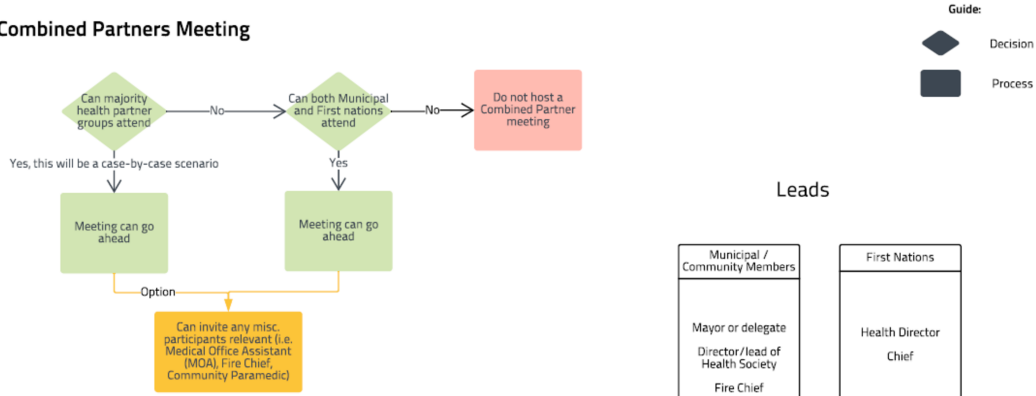 Guide:
Combined Partners Meeting
Decision
Process
Can majority
health partner
groups attend
No
Can both Municipal
and First nations
attend
No
Do not host a
Combined Partner
meeting
Yes, this will be a case-by-case scenario
Yes
Meeting can go
ahead
Meeting can go
ahead
Option
Can invite any misc.
participants relevant (i.e.
Medical Office Assistant
(MOA), Fire Chief,
Community Paramedic)
Leads
Municipal /
Community Members
Mayor or delegate
Director/lead of
Health Society
Fire Chief
First Nations
Health Director
Chief